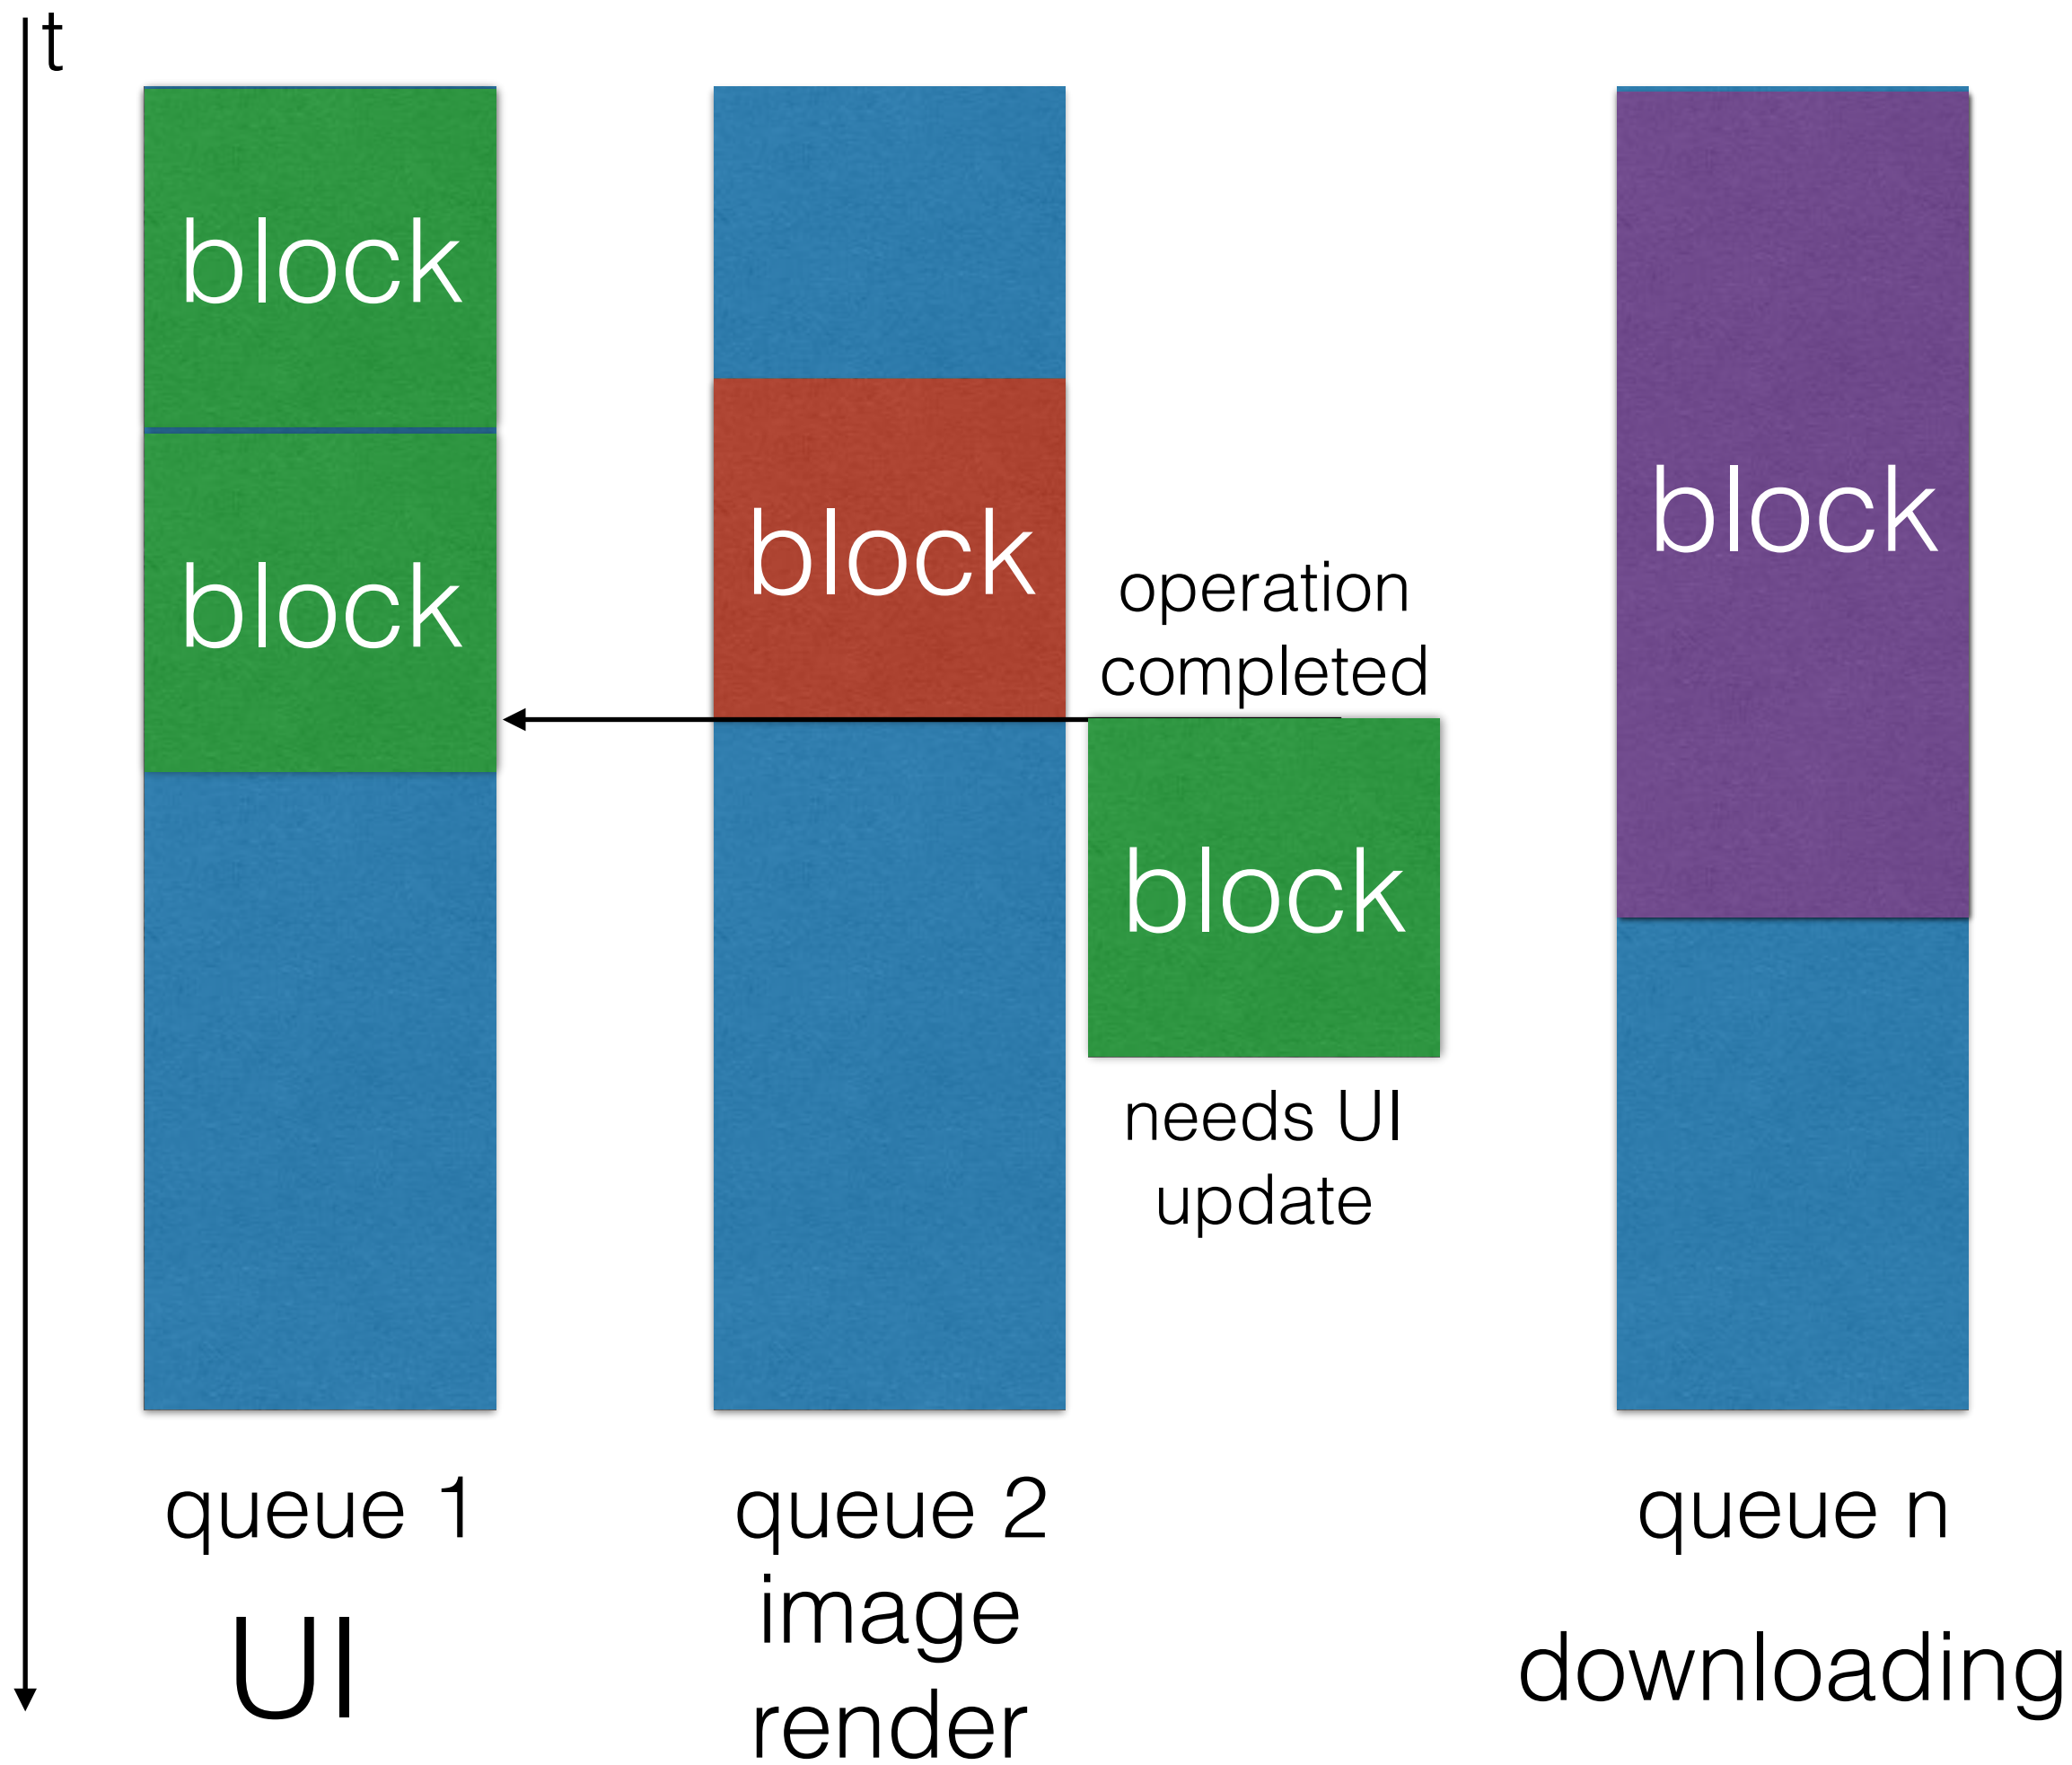 t
block
block
block
block
operation
completed
block
needs UI
update
queue 1
UI
queue 2
image
render
queue n
downloading